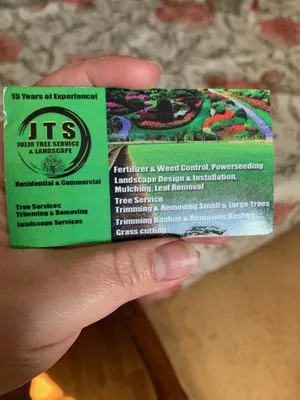 15 Years of Experience!
JTS
JULIO TREE SERVICE
& LANDSCAPE
Residential & Commercial
Tree Services
Trimming & Removing
Landscape Services
Fertilizer & Weed Control, Powerseeding
Landscape Design & Installation,
Mulching, Leaf Removal
Tree Service
Trimming & Removing Small & Large Trees
Trimming Bushes & Removing Bushes
Grass cutting